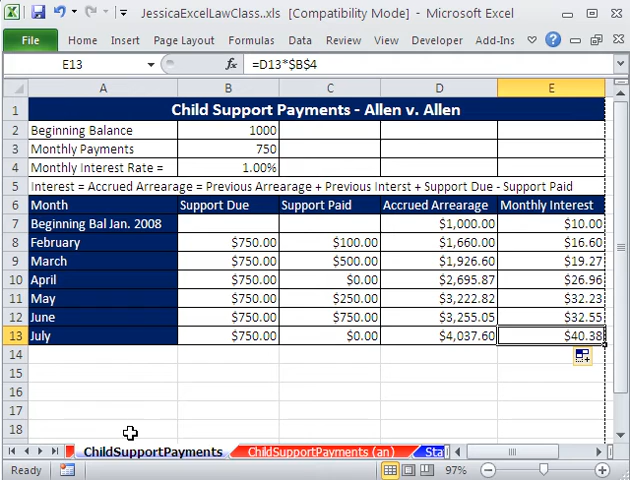 JessicaExcelLawClass..xls [Compatibility Mode] - Microsoft Excel
File Home Insert Page Layout Formulas Data Review View Developer Add-Ins
E13 fx =D13*$B$4
A B C D E
1 Child Support Payments - Allen v. Allen
2 Beginning Balance 1000
3 Monthly Payments 750
4 Monthly Interest Rate = 1.00%
5 Interest = Accrued Arrearage = Previous Arrearage + Previous Interst + Support Due - Support Paid
6 Month Support Due Support Paid Accrued Arrearage Monthly Interest
7 Beginning Bal Jan. 2008 $1,000.00 $10.00
8 February $750.00 $100.00 $1,660.00 $16.60
9 March $750.00 $500.00 $1,926.60 $19.27
10 April $750.00 $0.00 $2,695.87 $26.96
11 May $750.00 $250.00 $3,222.82 $32.23
12 June $750.00 $750.00 $3,255.05 $32.55
13 July $750.00 $0.00 $4,037.60 $40.38
14
15
16
17
18
ChildSupportPayments ChildSupportPayments (an) Stat
Ready 97%